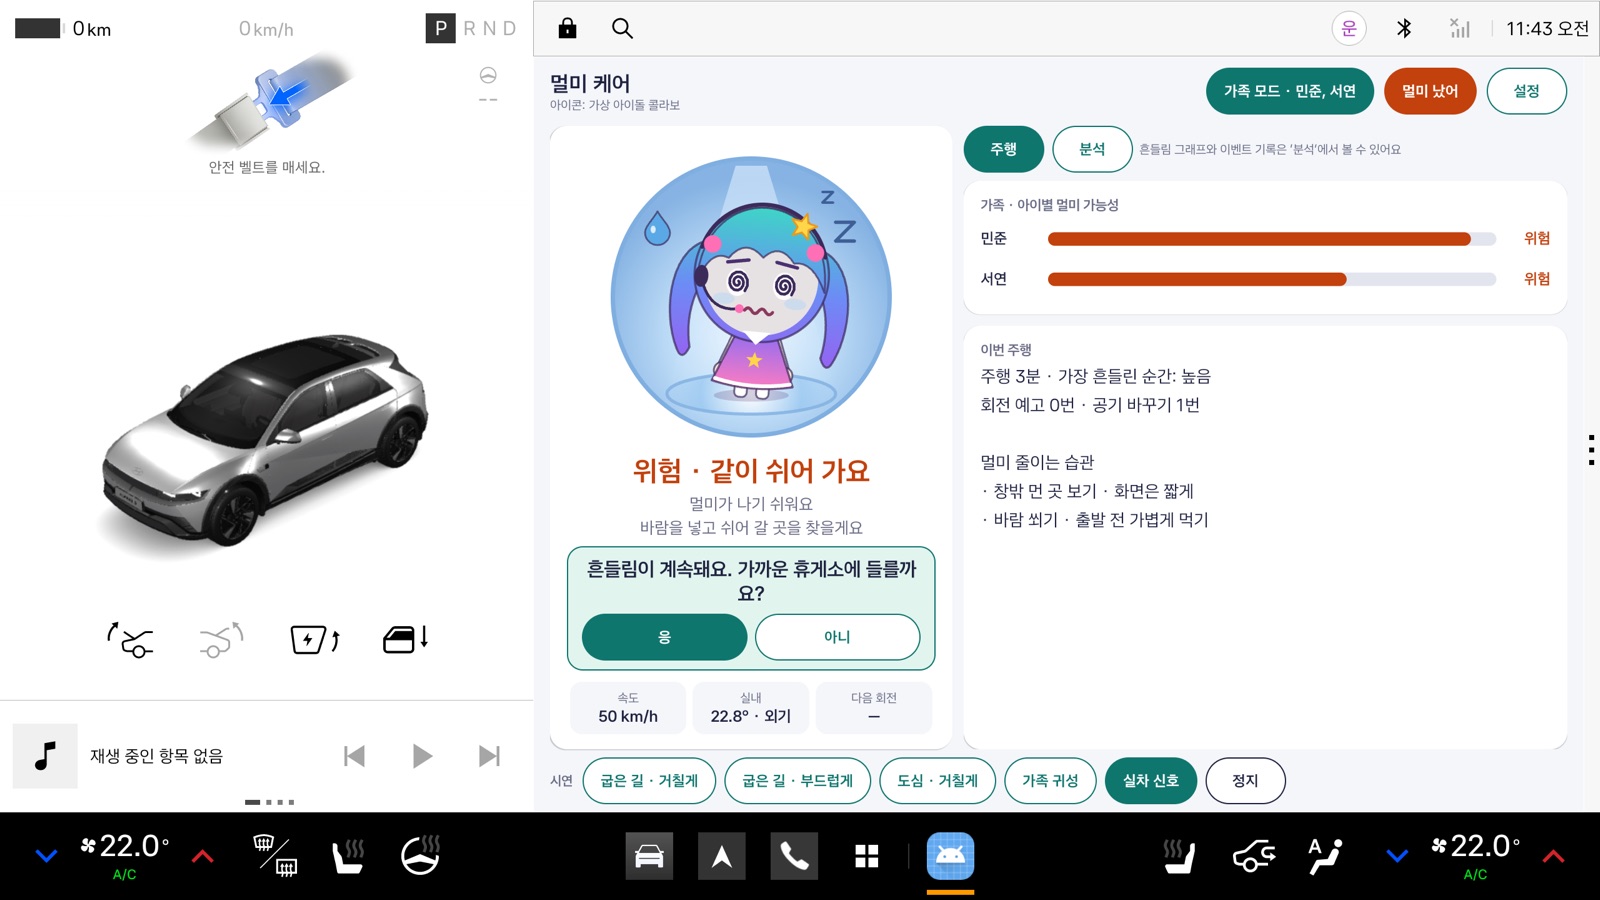 0 km
0 km/h
P R N D
--
안전 벨트를 매세요.
재생 중인 항목 없음
운
11:43 오전
멀미 케어
아이콘: 가상 아이돌 콜라보
가족 모드 · 민준, 서연
멀미 났어
설정
z
Z
위험 · 같이 쉬어 가요
멀미가 나기 쉬워요
바람을 넣고 쉬어 갈 곳을 찾을게요
흔들림이 계속돼요. 가까운 휴게소에 들를까
요?
응
아니
속도
50 km/h
실내
22.8° · 외기
다음 회전
—
주행
분석
흔들림 그래프와 이벤트 기록은 '분석'에서 볼 수 있어요
가족 · 아이별 멀미 가능성
민준
위험
서연
위험
이번 주행
주행 3분 · 가장 흔들린 순간: 높음
회전 예고 0번 · 공기 바꾸기 1번
멀미 줄이는 습관
· 창밖 먼 곳 보기 · 화면은 짧게
· 바람 쐬기 · 출발 전 가볍게 먹기
시연
굽은 길 · 거칠게
굽은 길 · 부드럽게
도심 · 거칠게
가족 귀성
실차 신호
정지
22.0°
A/C
A
22.0°
A/C